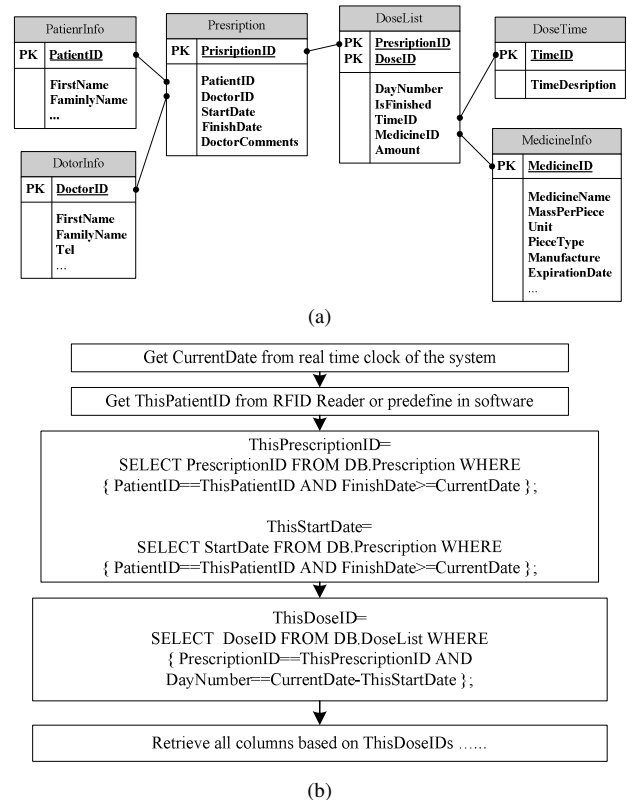 PatienrInfo
PK PatientID
FirstName
FaminlyName
...
DotorInfo
PK DoctorID
FirstName
FamilyName
Tel
...
Presription
PK PrisriptionID
PatientID
DoctorID
StartDate
FinishDate
DoctorComments
DoseList
PK PresriptionID
PK DoseID
DayNumber
IsFinished
TimeID
MedicineID
Amount
DoseTime
PK TimeID
TimeDesription
MedicineInfo
PK MedicineID
MedicineName
MassPerPiece
Unit
PieceType
Manufacture
ExpirationDate
...
(a)
Get CurrentDate from real time clock of the system
Get ThisPatientID from RFID Reader or predefine in software
ThisPrescriptionID=
SELECT PrescriptionID FROM DB.Prescription WHERE
{ PatientID==ThisPatientID AND FinishDate>=CurrentDate };
ThisStartDate=
SELECT StartDate FROM DB.Prescription WHERE
{ PatientID==ThisPatientID AND FinishDate>=CurrentDate };
ThisDoseID=
SELECT DoseID FROM DB.DoseList WHERE
{ PrescriptionID==ThisPrescriptionID AND
DayNumber==CurrentDate-ThisStartDate };
Retrieve all columns based on ThisDoseIDs ......
(b)